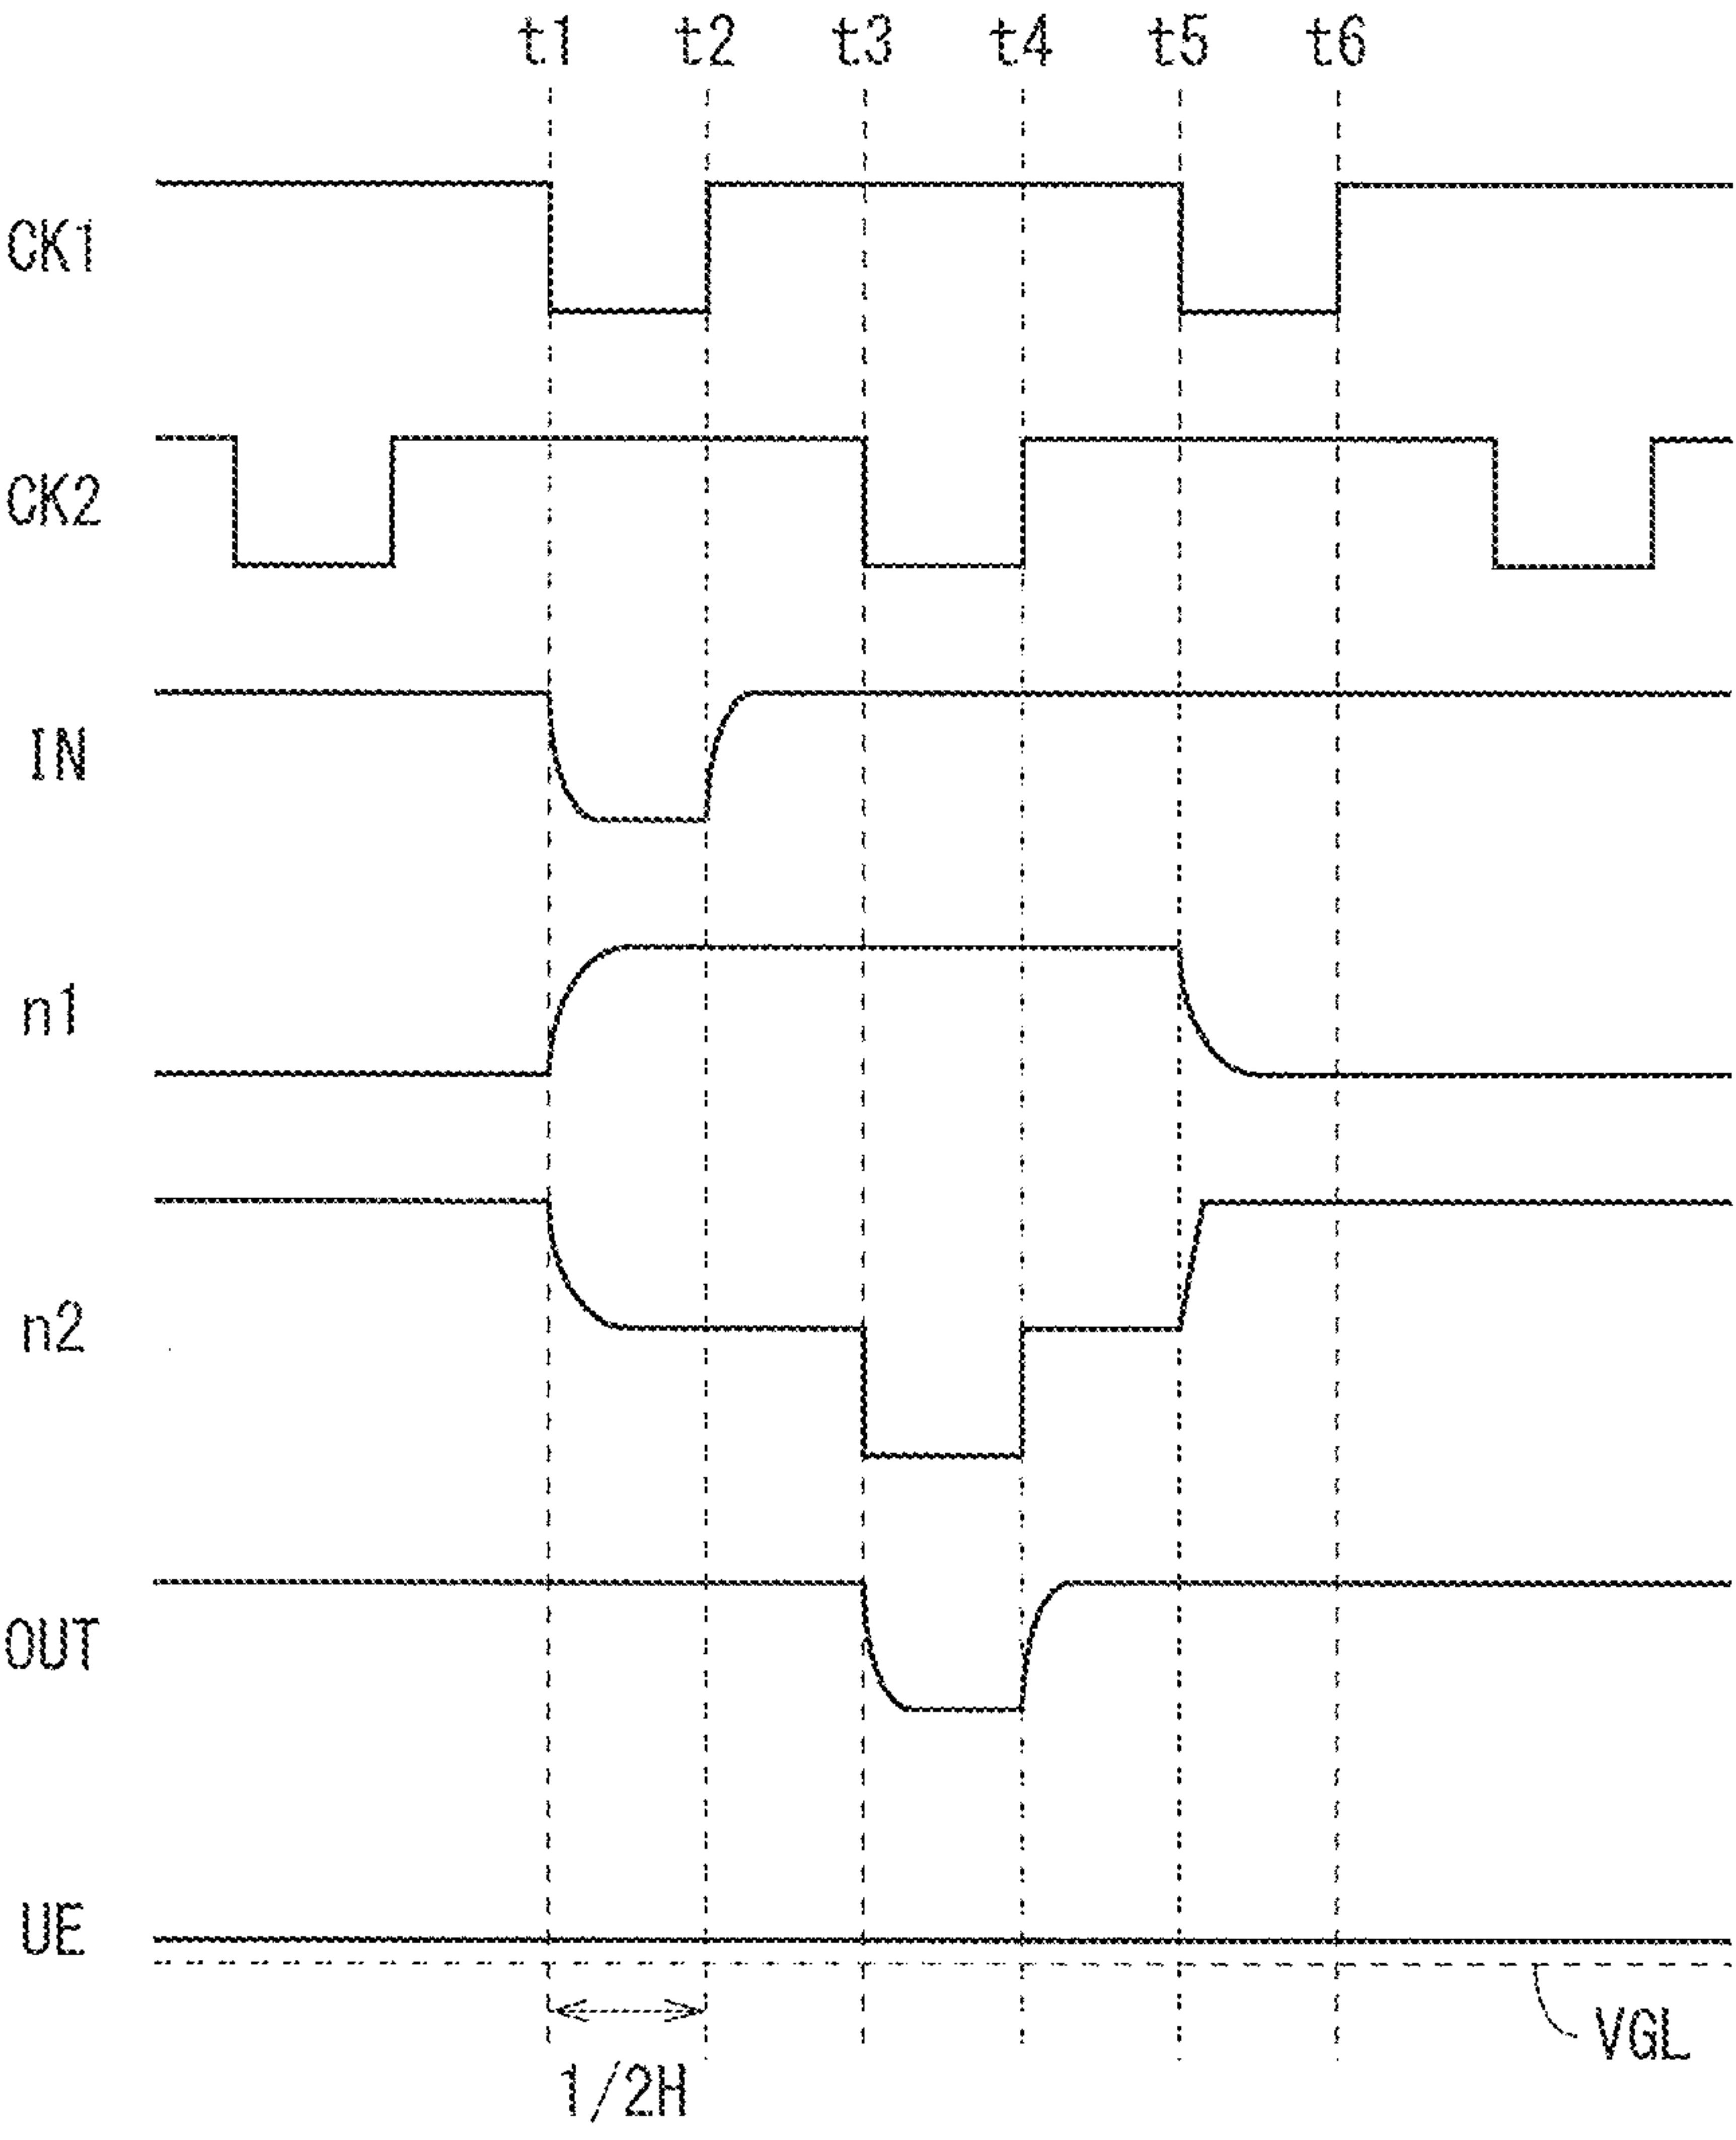 t1 t2 t3 t4 t5 t6
CK1
CK2
IN
n1
n2
OUT
UE
VGL
1/2H